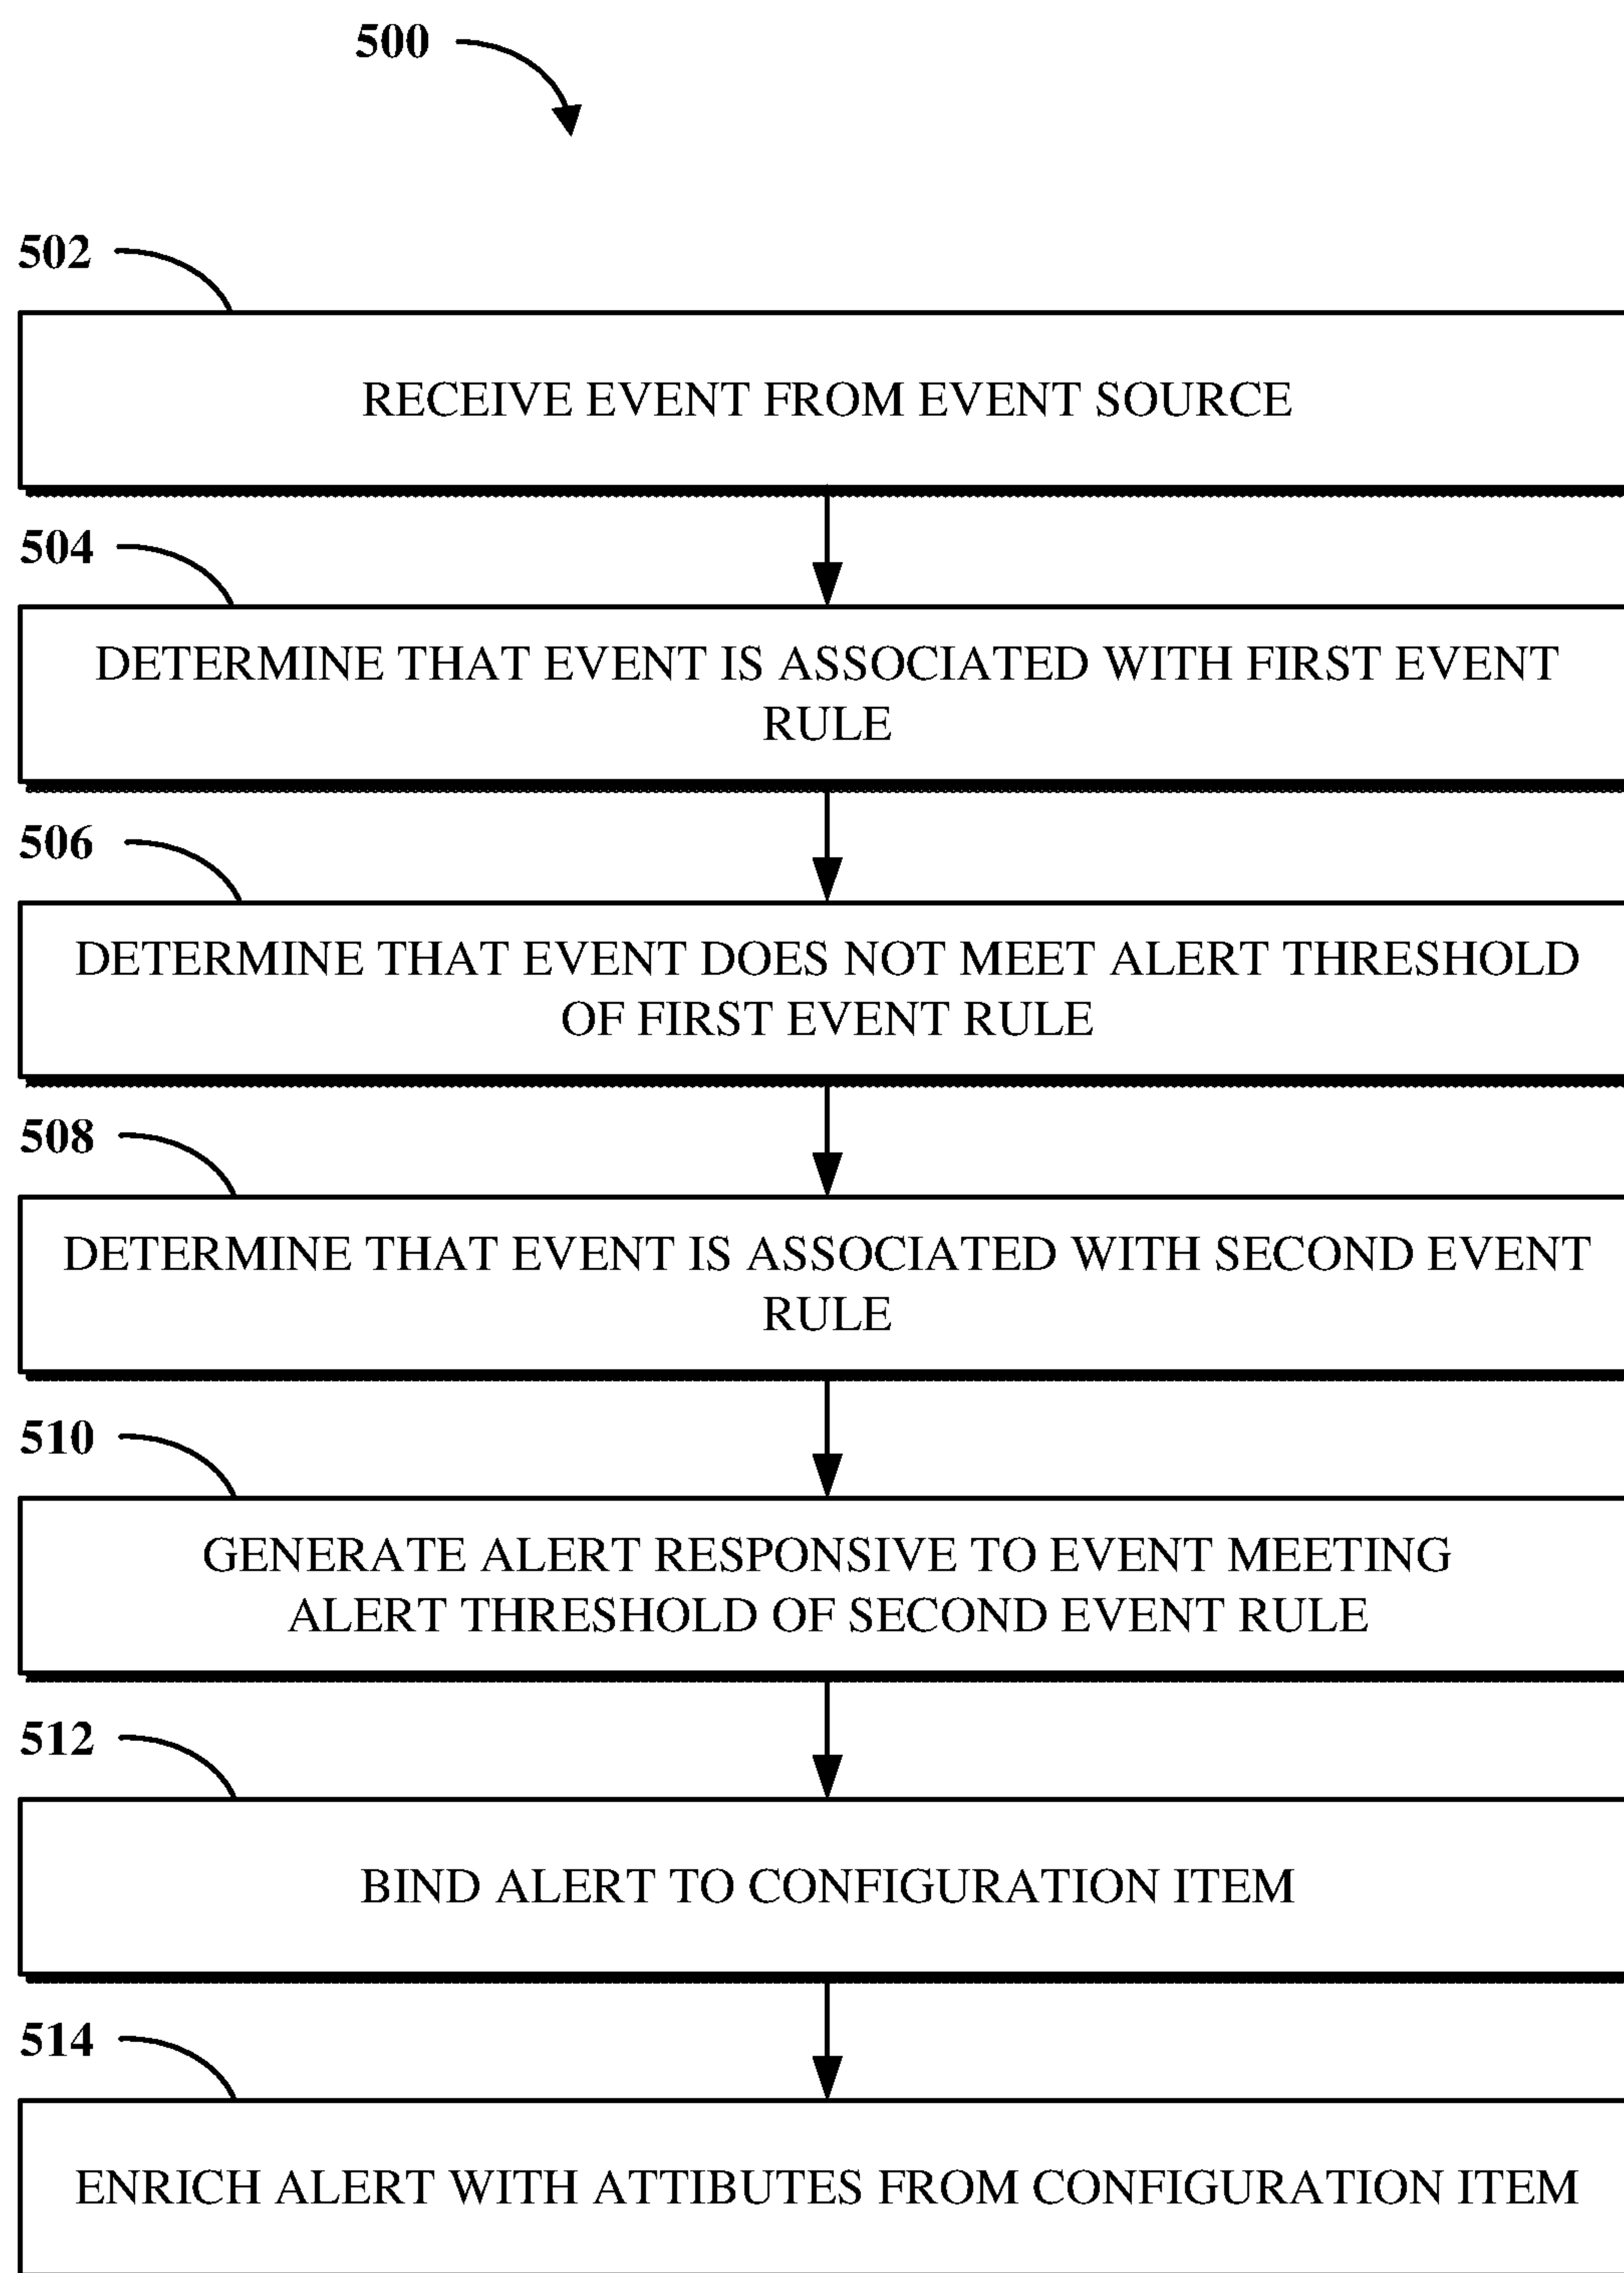 500
502
RECEIVE EVENT FROM EVENT SOURCE
504
DETERMINE THAT EVENT IS ASSOCIATED WITH FIRST EVENT
RULE
506
DETERMINE THAT EVENT DOES NOT MEET ALERT THRESHOLD
OF FIRST EVENT RULE
508
DETERMINE THAT EVENT IS ASSOCIATED WITH SECOND EVENT
RULE
510
GENERATE ALERT RESPONSIVE TO EVENT MEETING
ALERT THRESHOLD OF SECOND EVENT RULE
512
BIND ALERT TO CONFIGURATION ITEM
514
ENRICH ALERT WITH ATTIBUTES FROM CONFIGURATION ITEM